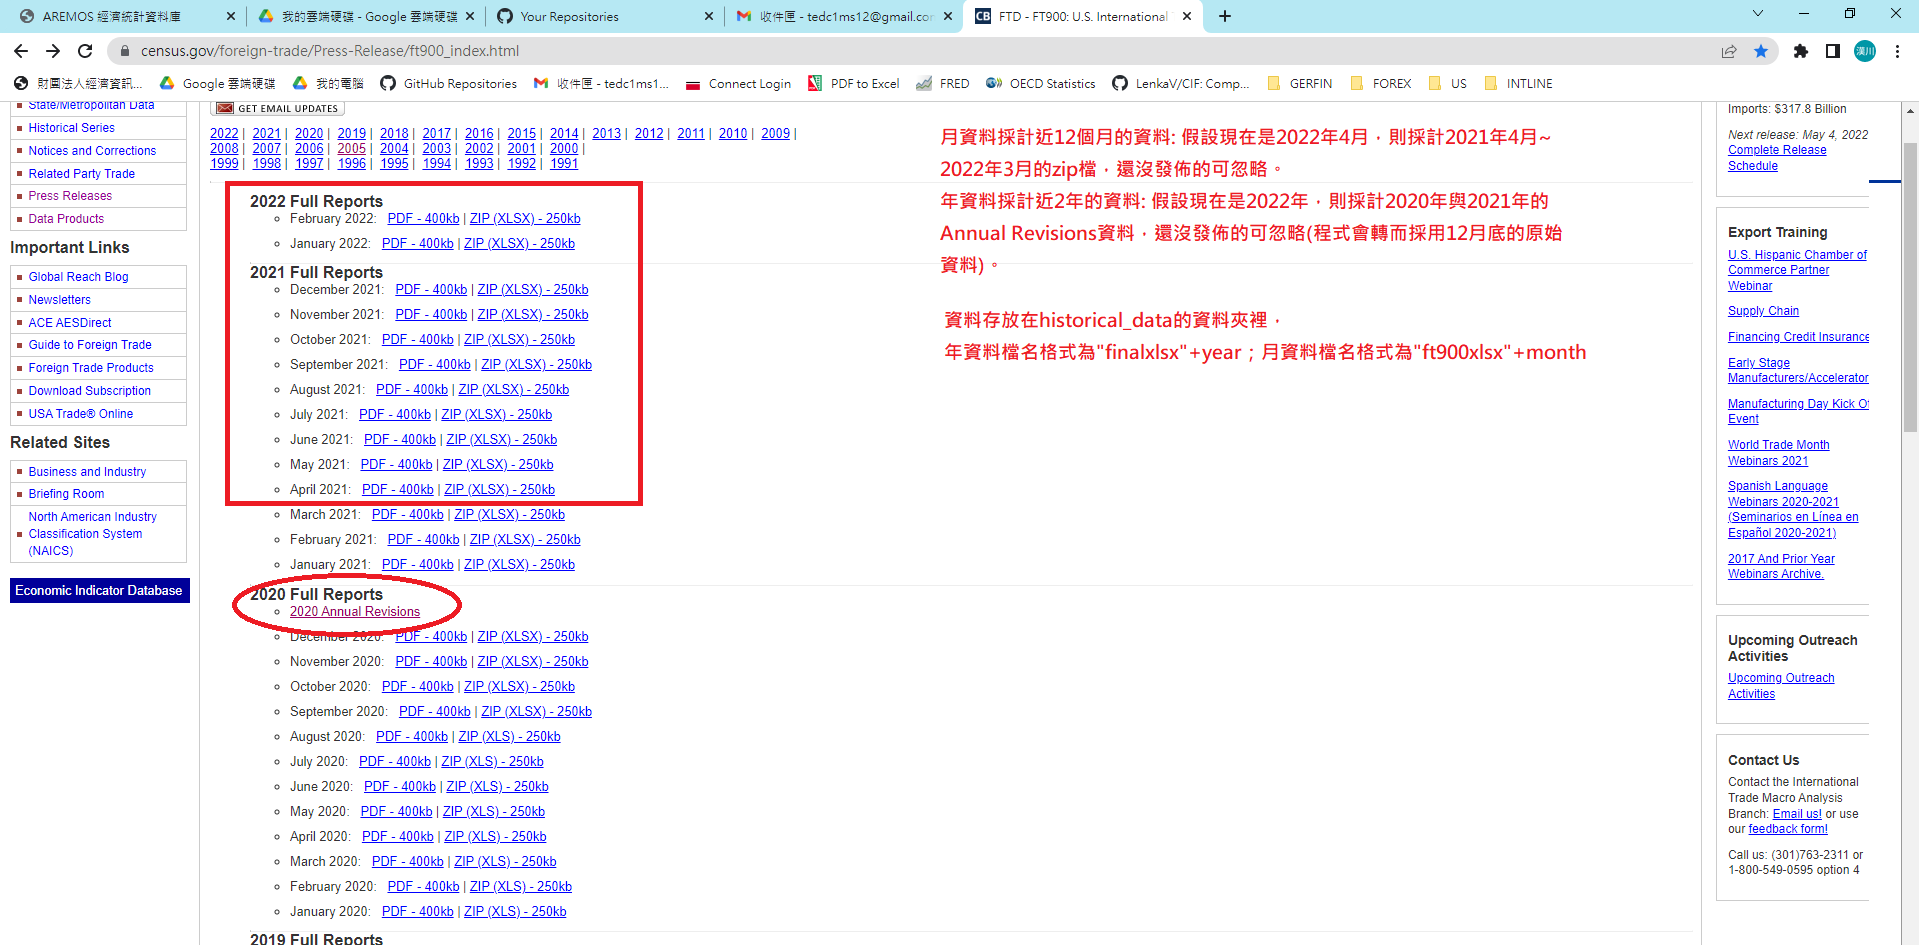 AREMOS 經濟統計資料庫
我的雲端硬碟 - Google 雲端硬碟
Your Repositories
收件匣 - tedc1ms12@gmail.cor
FTD - FT900: U.S. International
census.gov/foreign-trade/Press-Release/ft900_index.html
漢川
財團法人經濟資訊...
Google 雲端硬碟
我的電腦
GitHub Repositories
收件匣 - tedc1ms1...
Connect Login
PDF to Excel
FRED
OECD Statistics
LenkaV/CIF: Comp...
GERFIN
FOREX
US
INTLINE
State/Metropolitan Data
Historical Series
Notices and Corrections
Related Party Trade
Press Releases
Data Products
Important Links
Global Reach Blog
Newsletters
ACE AESDirect
Guide to Foreign Trade
Foreign Trade Products
Download Subscription
USA Trade® Online
Related Sites
Business and Industry
Briefing Room
North American Industry
Classification System
(NAICS)
Economic Indicator Database
GET EMAIL UPDATES
2022 | 2021 | 2020 | 2019 | 2018 | 2017 | 2016 | 2015 | 2014 | 2013 | 2012 | 2011 | 2010 | 2009 |
2008 | 2007 | 2006 | 2005 | 2004 | 2003 | 2002 | 2001 | 2000 |
1999 | 1998 | 1997 | 1996 | 1995 | 1994 | 1993 | 1992 | 1991
2022 Full Reports
February 2022: PDF - 400kb | ZIP (XLSX) - 250kb
January 2022: PDF - 400kb | ZIP (XLSX) - 250kb
2021 Full Reports
December 2021: PDF - 400kb | ZIP (XLSX) - 250kb
November 2021: PDF - 400kb | ZIP (XLSX) - 250kb
October 2021: PDF - 400kb | ZIP (XLSX) - 250kb
September 2021: PDF - 400kb | ZIP (XLSX) - 250kb
August 2021: PDF - 400kb | ZIP (XLSX) - 250kb
July 2021: PDF - 400kb | ZIP (XLSX) - 250kb
June 2021: PDF - 400kb | ZIP (XLSX) - 250kb
May 2021: PDF - 400kb | ZIP (XLSX) - 250kb
April 2021: PDF - 400kb | ZIP (XLSX) - 250kb
March 2021: PDF - 400kb | ZIP (XLSX) - 250kb
February 2021: PDF - 400kb | ZIP (XLSX) - 250kb
January 2021: PDF - 400kb | ZIP (XLSX) - 250kb
2020 Full Reports
2020 Annual Revisions
December 2020: PDF - 400kb | ZIP (XLSX) - 250kb
November 2020: PDF - 400kb | ZIP (XLSX) - 250kb
October 2020: PDF - 400kb | ZIP (XLSX) - 250kb
September 2020: PDF - 400kb | ZIP (XLSX) - 250kb
August 2020: PDF - 400kb | ZIP (XLS) - 250kb
July 2020: PDF - 400kb | ZIP (XLS) - 250kb
June 2020: PDF - 400kb | ZIP (XLS) - 250kb
May 2020: PDF - 400kb | ZIP (XLS) - 250kb
April 2020: PDF - 400kb | ZIP (XLS) - 250kb
March 2020: PDF - 400kb | ZIP (XLS) - 250kb
February 2020: PDF - 400kb | ZIP (XLS) - 250kb
January 2020: PDF - 400kb | ZIP (XLS) - 250kb
2019 Full Reports
月資料採計近12個月的資料: 假設現在是2022年4月，則採計2021年4月~
2022年3月的zip檔，還沒發佈的可忽略。
年資料採計近2年的資料: 假設現在是2022年，則採計2020年與2021年的
Annual Revisions資料，還沒發佈的可忽略(程式會轉而採用12月底的原始
資料)。
資料存放在historical_data的資料夾裡，
年資料檔名格式為"finalxlsx"+year；月資料檔名格式為"ft900xlsx"+month
Imports: $317.8 Billion
Next release: May 4, 2022
Complete Release
Schedule
Export Training
U.S. Hispanic Chamber of
Commerce Partner
Webinar
Supply Chain
Financing Credit Insurance
Early Stage
Manufacturers/Accelerator
Manufacturing Day Kick Of
Event
World Trade Month
Webinars 2021
Spanish Language
Webinars 2020-2021
(Seminarios en Línea en
Español 2020-2021)
2017 And Prior Year
Webinars Archive.
Upcoming Outreach
Activities
Upcoming Outreach
Activities
Contact Us
Contact the International
Trade Macro Analysis
Branch: Email us! or use
our feedback form!
Call us: (301)763-2311 or
1-800-549-0595 option 4